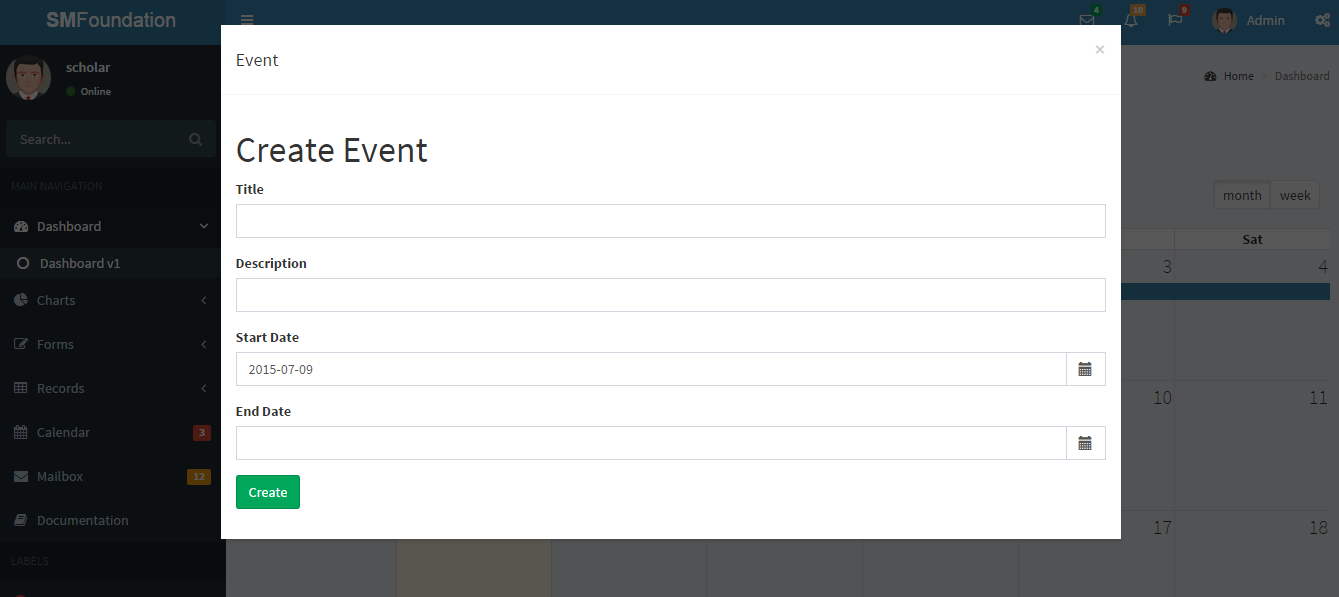 SMFoundation
4
10
9
Admin
scholar
Online
Search...
MAIN NAVIGATION
Dashboard
Dashboard v1
Charts
Forms
Records
Calendar 3
Mailbox 12
Documentation
LABELS
Event ×
Create Event
Title
Description
Start Date
2015-07-09
End Date
Create
Home > Dashboard
month week
Sat
3 4
10 11
17 18